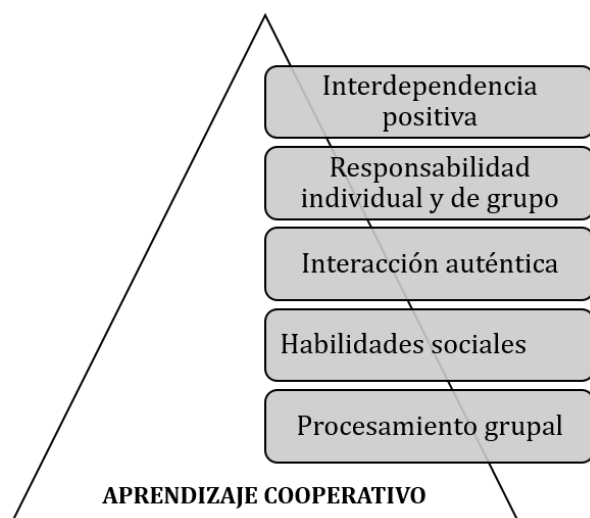 Interdependencia
positiva
Responsabilidad
individual y de grupo
Interacción auténtica
Habilidades sociales
Procesamiento grupal
APRENDIZAJE COOPERATIVO